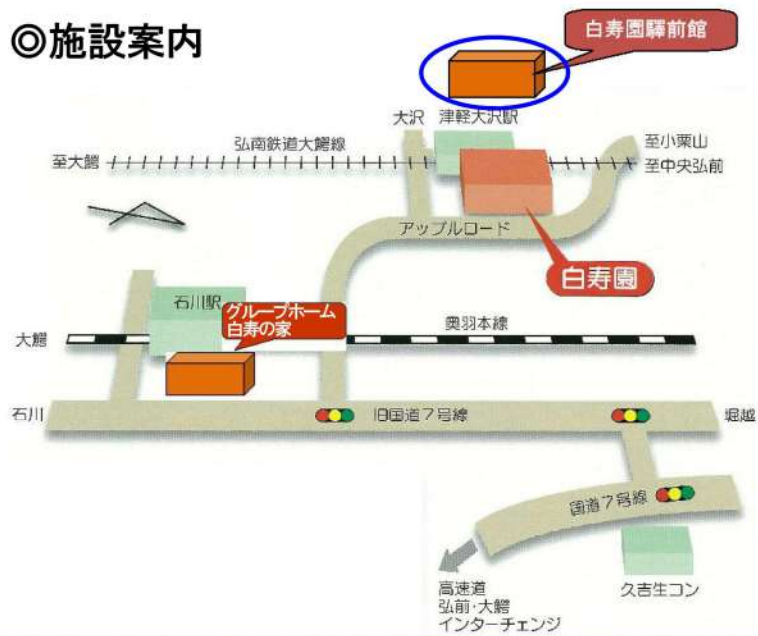 ◎施設案内
白寿園驛前館
大沢
津軽大沢駅
弘南鉄道大鰐線
至小栗山
至大鰐
至中央弘前
アップルロード
白寿園
石川駅
グループホーム
白寿の家
大鰐
奥羽本線
石川
旧国道7号線
堀越
国道7号線
高速道
弘前・大鰐
インターチェンジ
久吉生コン